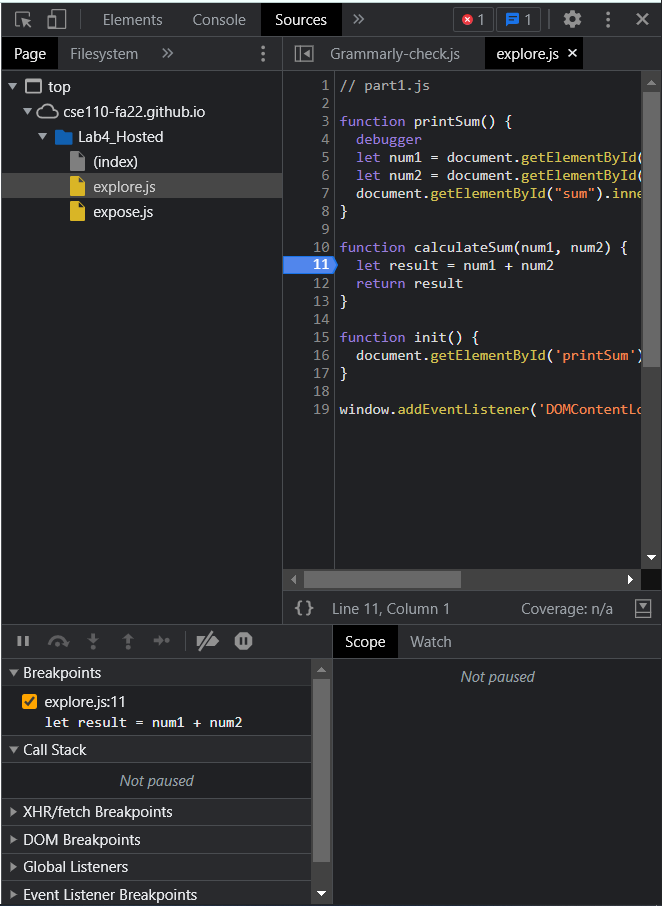 Elements Console Sources » 1 1
Page Filesystem »
Grammarly-check.js explore.js ×
top
cse110-fa22.github.io
Lab4_Hosted
(index)
explore.js
expose.js
1 // part1.js
2
3 function printSum() {
4 debugger
5 let num1 = document.getElementById(
6 let num2 = document.getElementById(
7 document.getElementById("sum").inne
8 }
9
10 function calculateSum(num1, num2) {
11 let result = num1 + num2
12 return result
13 }
14
15 function init() {
16 document.getElementById('printSum')
17 }
18
19 window.addEventListener('DOMContentLo
{} Line 11, Column 1 Coverage: n/a
Scope Watch
Not paused
Breakpoints
explore.js:11
let result = num1 + num2
Call Stack
Not paused
XHR/fetch Breakpoints
DOM Breakpoints
Global Listeners
Event Listener Breakpoints